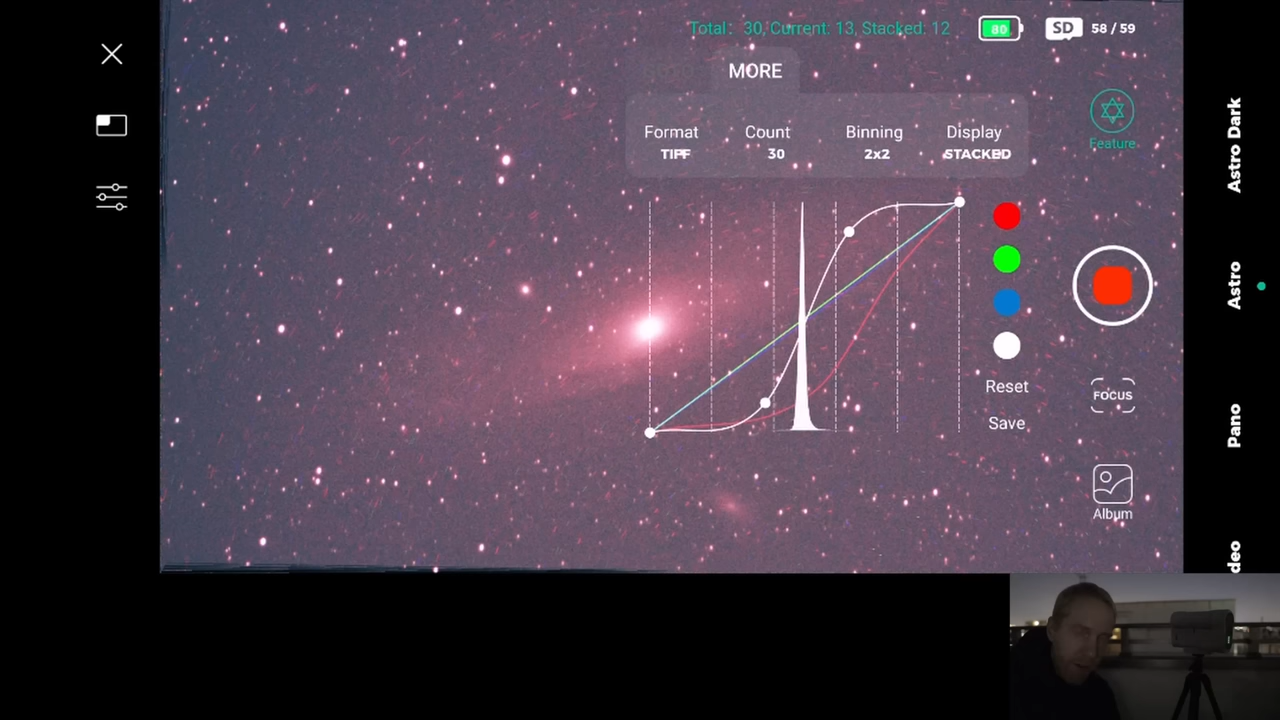 Total： 30, Current: 13, Stacked: 12
80
SD 58 / 59
MORE
Format Count Binning Display
TIFF 30 2x2 STACKED
Feature
Reset
Save
FOCUS
Album
Astro Dark
Astro
Pano
deo